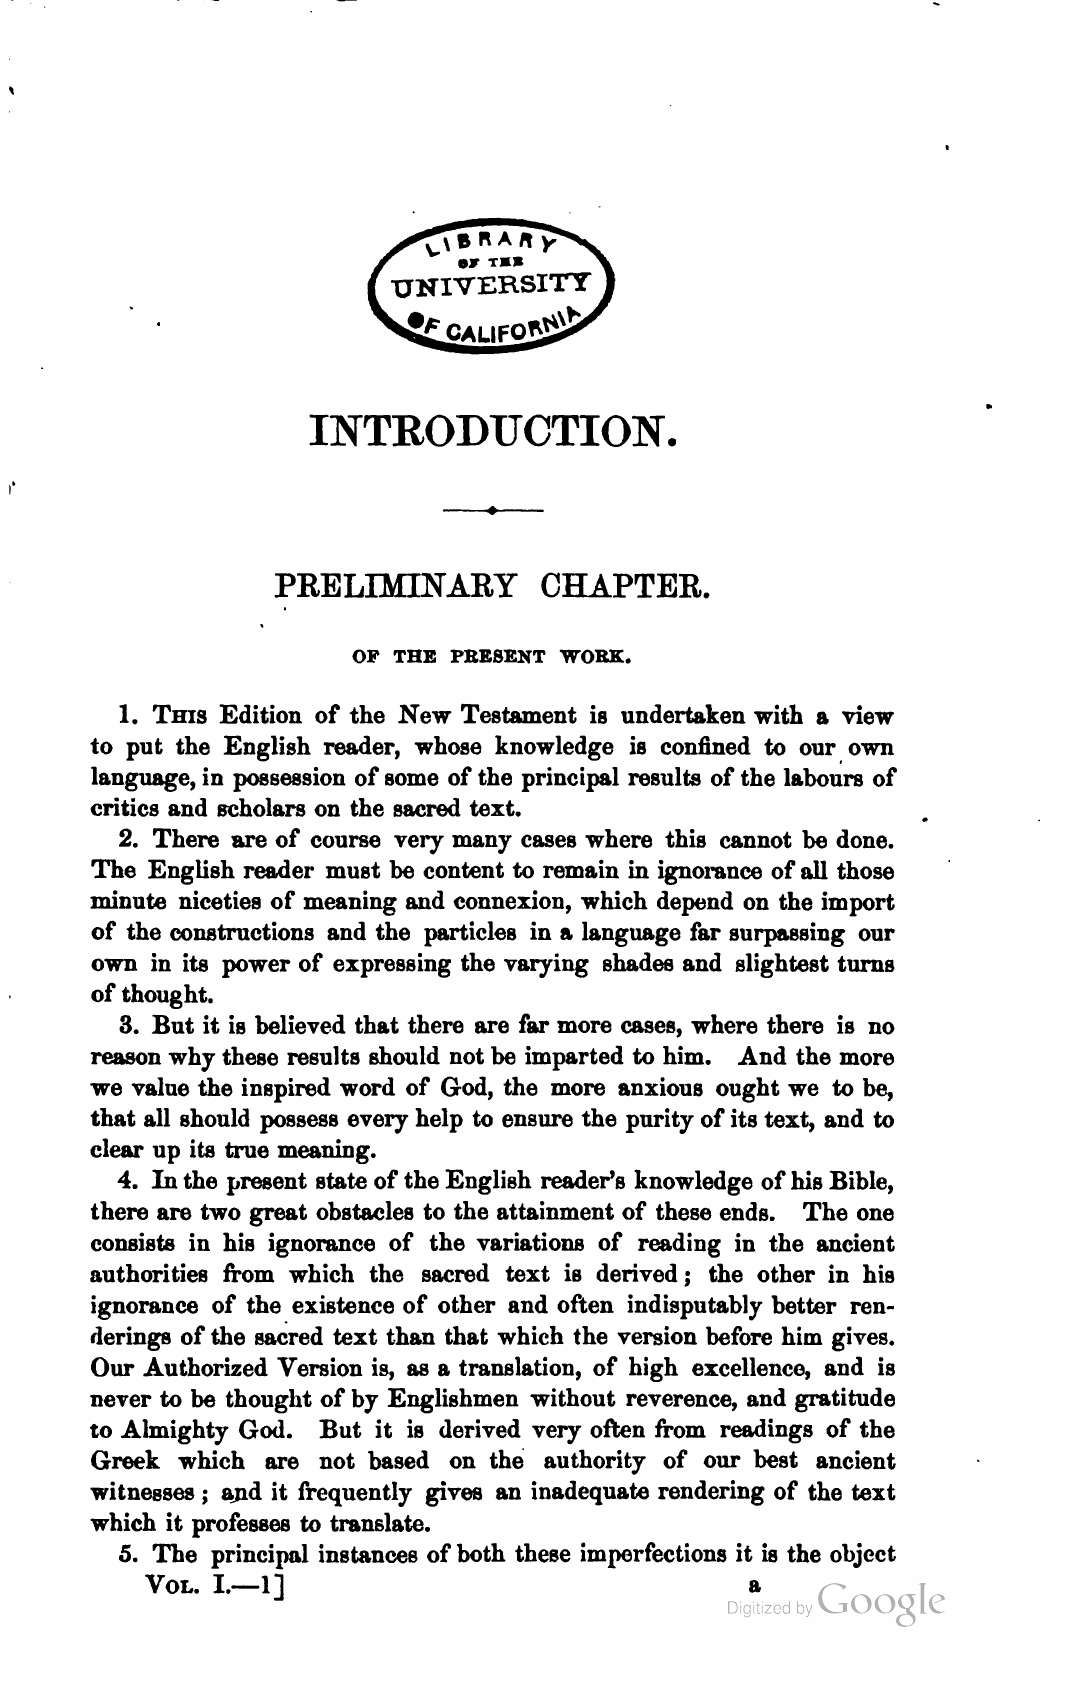 LIBRARY
OF THE
UNIVERSITY
OF CALIFORNIA
INTRODUCTION.
PRELIMINARY CHAPTER.
OF THE PRESENT WORK.
1. THIS Edition of the New Testament is undertaken with a view
to put the English reader, whose knowledge is confined to our own
language, in possession of some of the principal results of the labours of
critics and scholars on the sacred text.
2. There are of course very many cases where this cannot be done.
The English reader must be content to remain in ignorance of all those
minute niceties of meaning and connexion, which depend on the import
of the constructions and the particles in a language far surpassing our
own in its power of expressing the varying shades and slightest turns
of thought.
3. But it is believed that there are far more cases, where there is no
reason why these results should not be imparted to him. And the more
we value the inspired word of God, the more anxious ought we to be,
that all should possess every help to ensure the purity of its text, and to
clear up its true meaning.
4. In the present state of the English reader's knowledge of his Bible,
there are two great obstacles to the attainment of these ends. The one
consists in his ignorance of the variations of reading in the ancient
authorities from which the sacred text is derived; the other in his
ignorance of the existence of other and often indisputably better ren-
derings of the sacred text than that which the version before him gives.
Our Authorized Version is, as a translation, of high excellence, and is
never to be thought of by Englishmen without reverence, and gratitude
to Almighty God. But it is derived very often from readings of the
Greek which are not based on the authority of our best ancient
witnesses; and it frequently gives an inadequate rendering of the text
which it professes to translate.
5. The principal instances of both these imperfections it is the object
VOL. I.—1] a
Digitized by Google